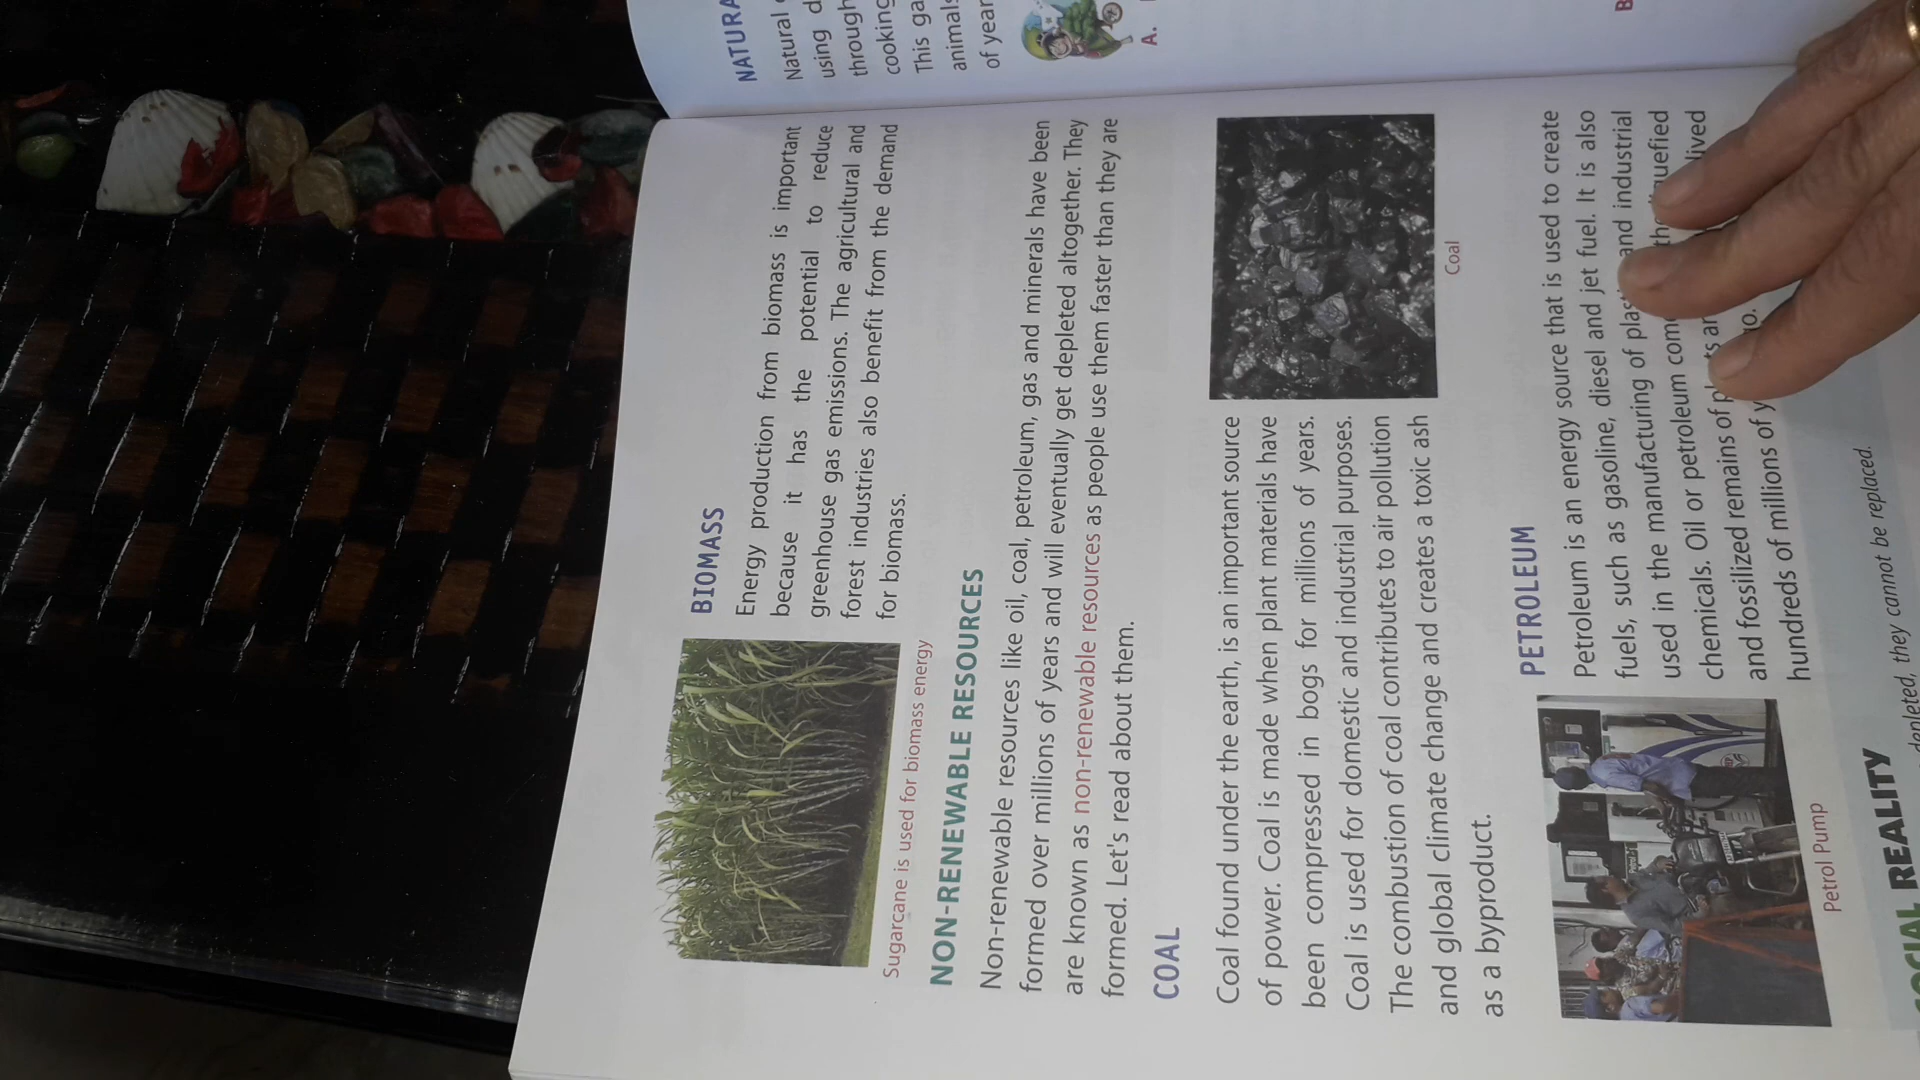 BIOMASS
Energy production from biomass is important
because it has the potential to reduce
greenhouse gas emissions. The agricultural and
forest industries also benefit from the demand
for biomass.
Sugarcane is used for biomass energy
NON-RENEWABLE RESOURCES
Non-renewable resources like oil, coal, petroleum, gas and minerals have been
formed over millions of years and will eventually get depleted altogether. They
are known as non-renewable resources as people use them faster than they are
formed. Let's read about them.
COAL
Coal found under the earth, is an important source
of power. Coal is made when plant materials have
been compressed in bogs for millions of years.
Coal is used for domestic and industrial purposes.
The combustion of coal contributes to air pollution
and global climate change and creates a toxic ash
as a byproduct.
Coal
PETROLEUM
Petroleum is an energy source that is used to create
fuels, such as gasoline, diesel and jet fuel. It is also
used in the manufacturing of and industrial
chemicals. Oil or petroleum
and fossilized remains of lived
hundreds of millions of
Petrol Pump
REALITY
depleted, they cannot be replaced.
NATURA
Natural
using d
through
cooking
This ga
animals
of year
A.
B